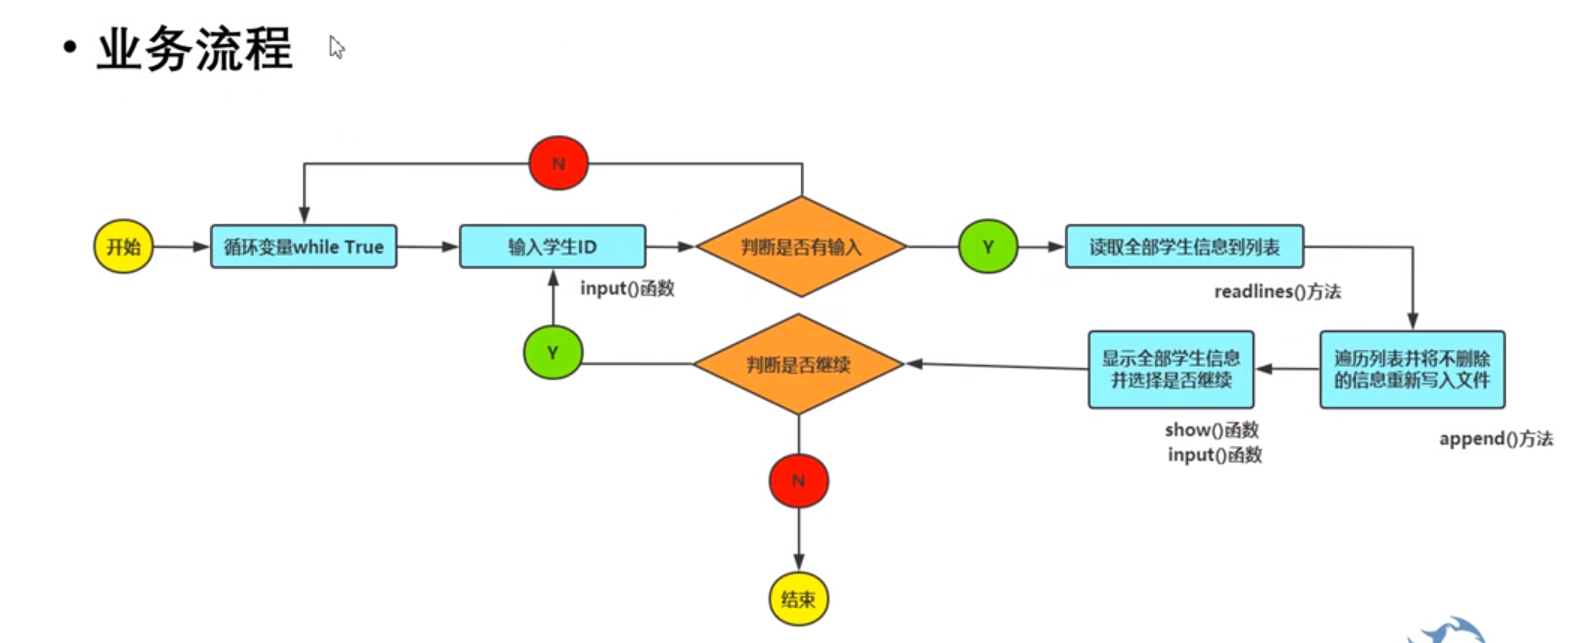 • 业务流程
N
开始
循环变量while True
输入学生ID
判断是否有输入
Y
读取全部学生信息到列表
input()函数
readlines()方法
Y
判断是否继续
显示全部学生信息
并选择是否继续
遍历列表并将不删除
的信息重新写入文件
show()函数
input()函数
append()方法
N
结束